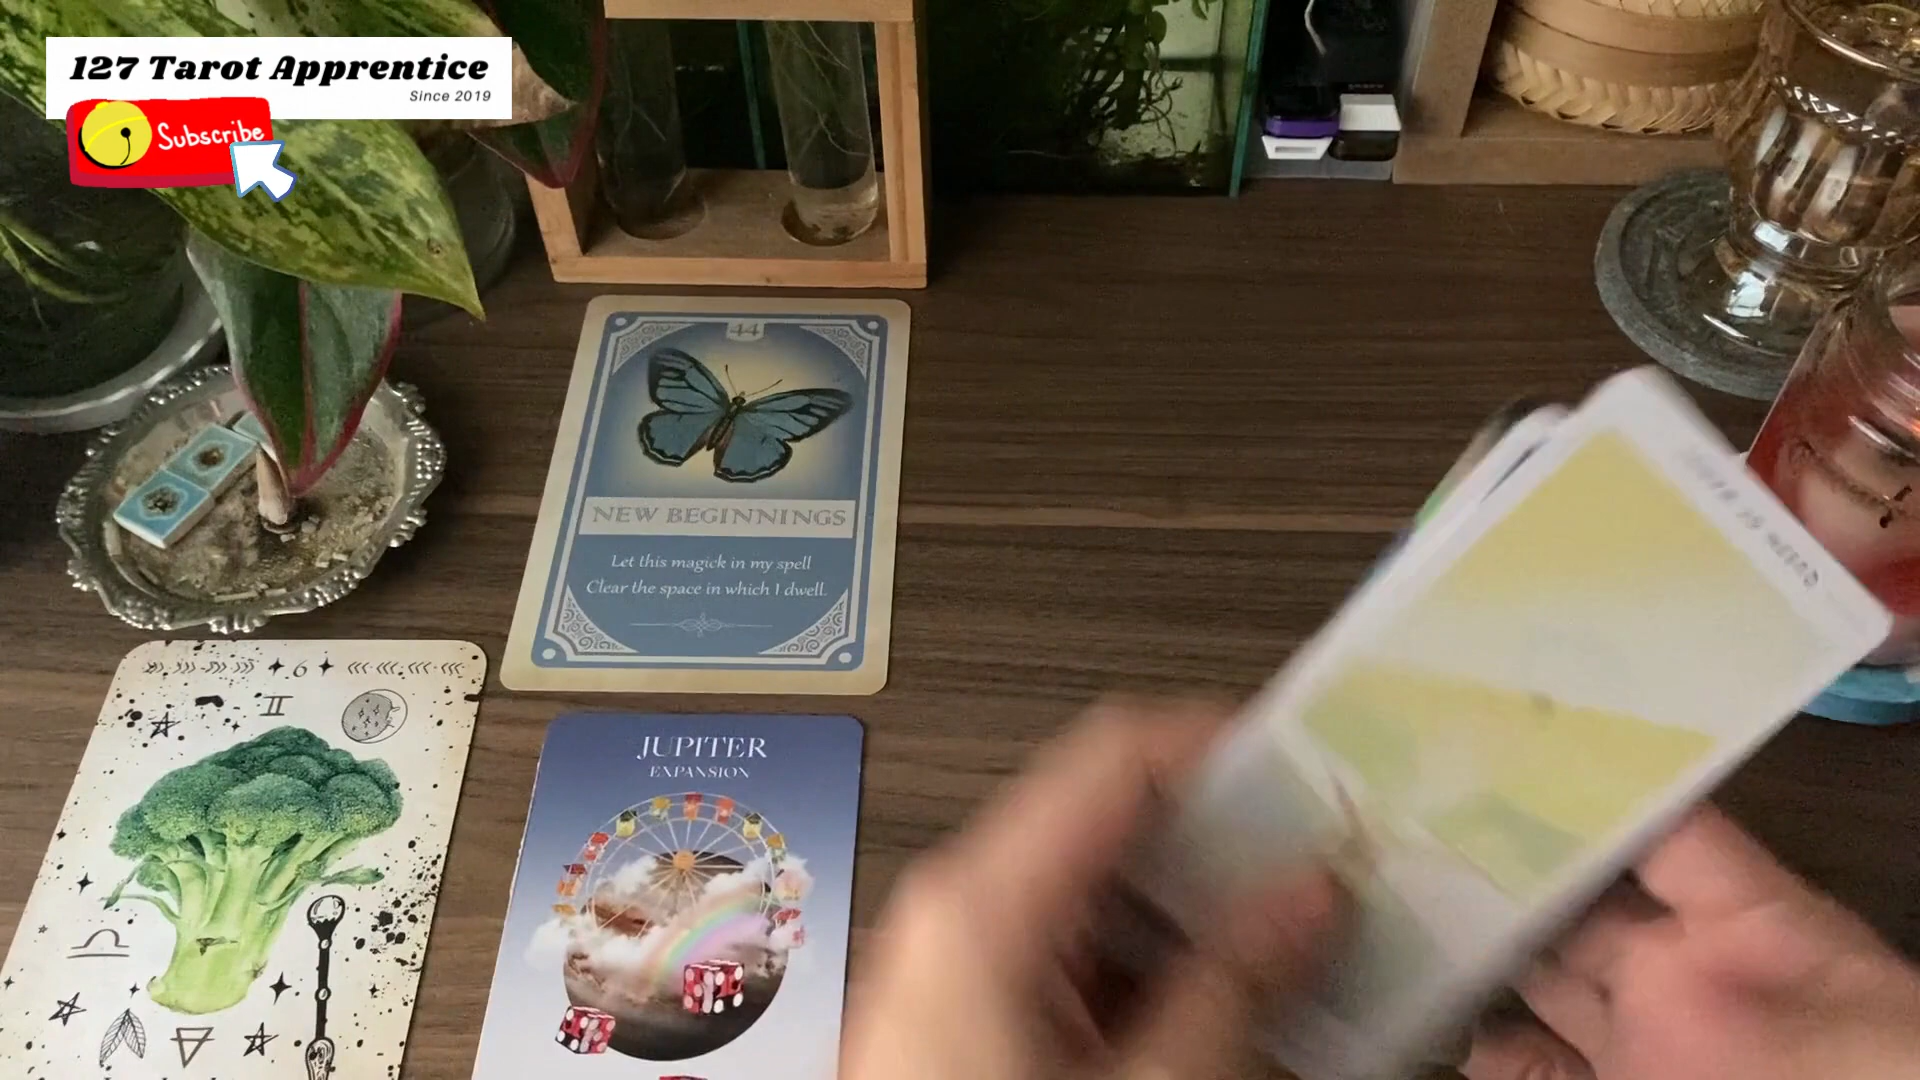 127 Tarot Apprentice
Since 2019
Subscribe
44
NEW BEGINNINGS
Let this magick in my spell
Clear the space in which I dwell.
6
JUPITER
EXPANSION